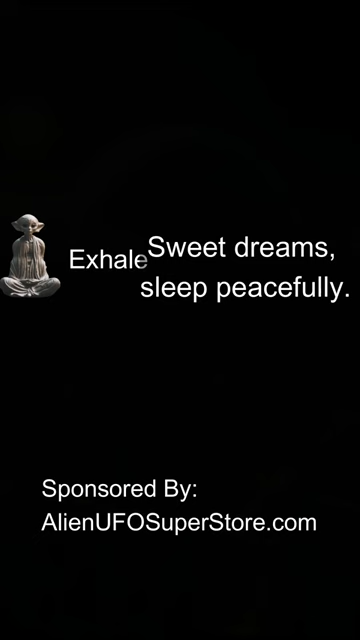 Exhale
Sweet dreams,
sleep peacefully.
Sponsored By:
AlienUFOSuperStore.com